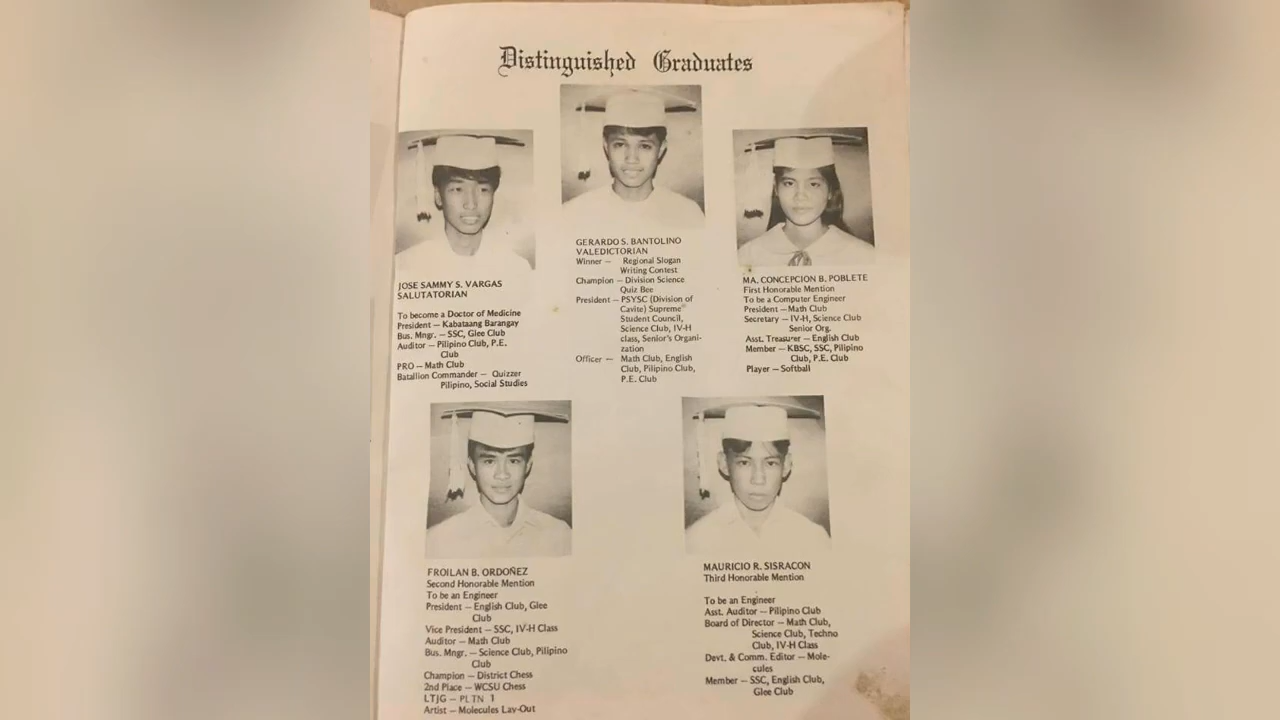 Distinguished Graduates
JOSE SAMMY S. VARGAS
SALUTATORIAN
To become a Doctor of Medicine
President — Kabataang Barangay
Bus. Mngr. — SSC, Glee Club
Auditor — Pilipino Club, P.E.
Club
PRO — Math Club
Batallion Commander — Quizzer
Pilipino, Social Studies
GERARDO S. BANTOLINO
VALEDICTORIAN
Winner — Regional Slogan
Writing Contest
Champion — Division Science
Quiz Bee
President — PSYSC (Division of
Cavite) Supreme
Student Council,
Science Club, IV-H
class, Senior's Organi-
zation
Officer — Math Club, English
Club, Pilipino Club,
P.E. Club
MA. CONCEPCION B. POBLETE
First Honorable Mention
To be a Computer Engineer
President — Math Club
Secretary — IV-H, Science Club
Senior Org.
Asst. Treasurer — English Club
Member — KBSC, SSC, Pilipino
Club, P.E. Club
Player — Softball
FROILAN B. ORDOÑEZ
Second Honorable Mention
To be an Engineer
President — English Club, Glee
Club
Vice President — SSC, IV-H Class
Auditor — Math Club
Bus. Mngr. — Science Club, Pilipino
Club
Champion — District Chess
2nd Place — WCSU Chess
LTJG — PLTN 1
Artist — Molecules Lay-Out
MAURICIO R. SISRACON
Third Honorable Mention
To be an Engineer
Asst. Auditor — Pilipino Club
Board of Director — Math Club,
Science Club, Techno
Club, IV-H Class
Devt. & Comm. Editor — Mole-
cules
Member — SSC, English Club,
Glee Club